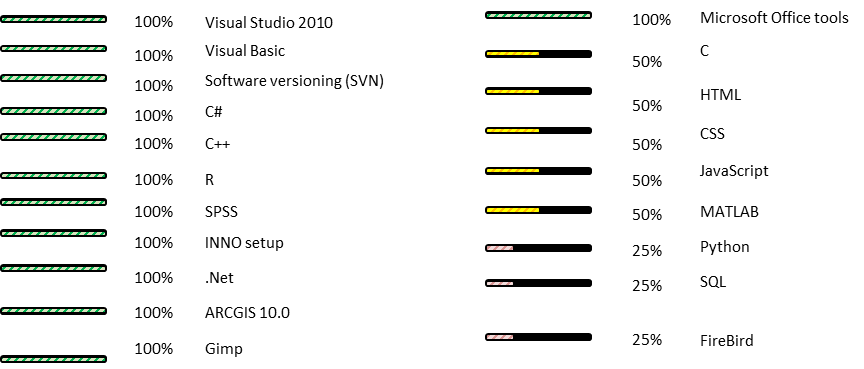 100% Visual Studio 2010
100% Visual Basic
100% Software versioning (SVN)
100% C#
100% C++
100% R
100% SPSS
100% INNO setup
100% .Net
100% ARCGIS 10.0
100% Gimp
100% Microsoft Office tools
50% C
50% HTML
50% CSS
50% JavaScript
50% MATLAB
25% Python
25% SQL
25% FireBird